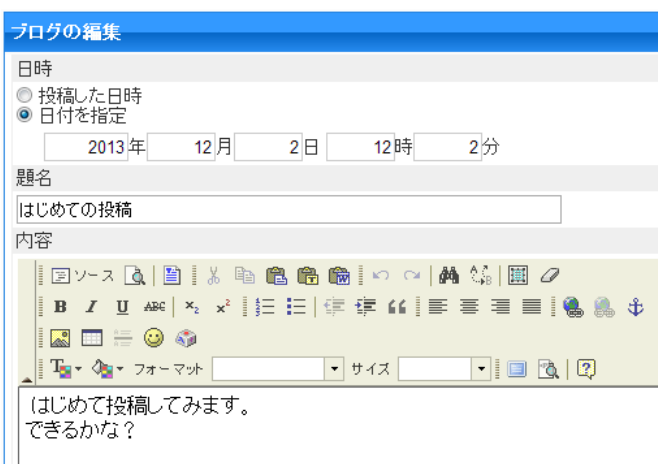 ブログの編集
日時
投稿した日時
日付を指定
2013年 12月 2日 12時 2分
題名
はじめての投稿
内容
ソース
B I U ABC x₂ x²
フォーマット サイズ
はじめて投稿してみます。
できるかな？